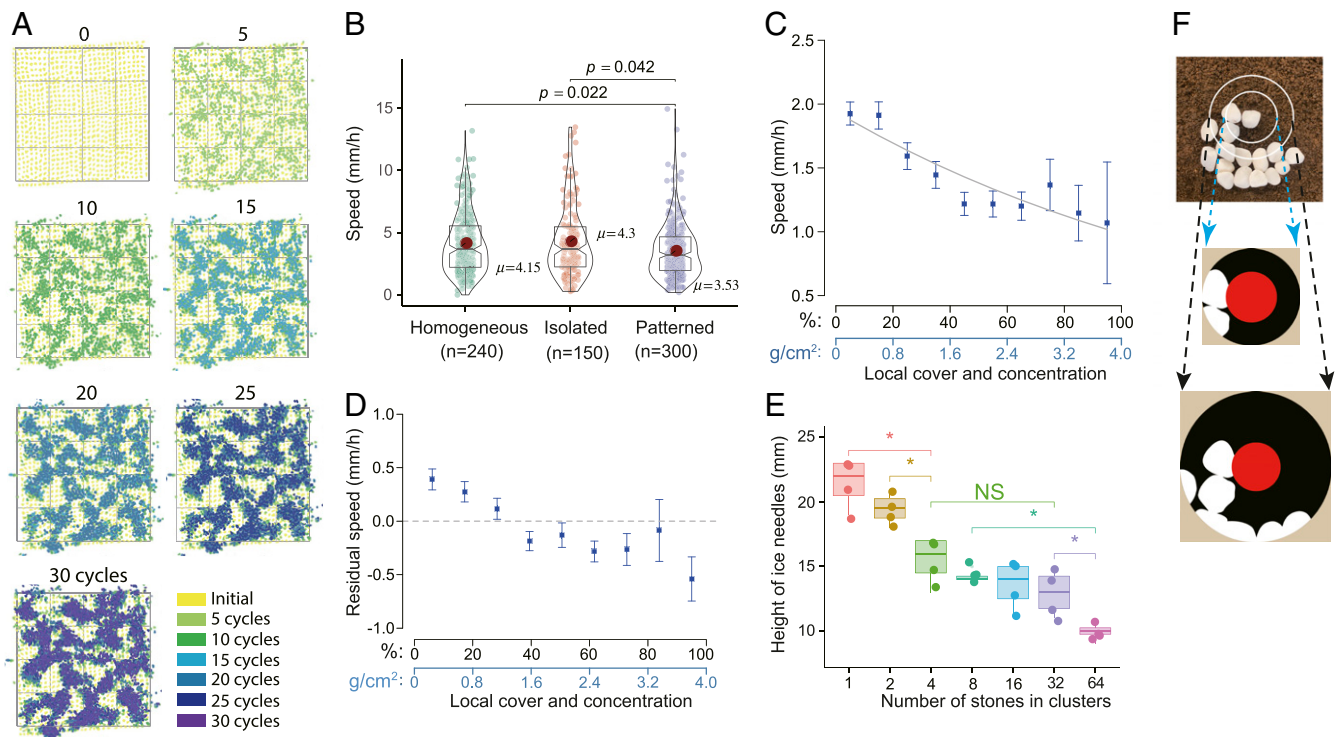 A
0
5
10
15
20
25
30 cycles
Initial
5 cycles
10 cycles
15 cycles
20 cycles
25 cycles
30 cycles
B
Speed (mm/h)
15
10
5
0
p = 0.042
p = 0.022
μ=4.15
μ=4.3
μ=3.53
Homogeneous
(n=240)
Isolated
(n=150)
Patterned
(n=300)
C
Speed (mm/h)
2.5
2.0
1.5
1.0
0.5
%: 0 20 40 60 80 100
g/cm²: 0 0.8 1.6 2.4 3.2 4.0
Local cover and concentration
D
Residual speed (mm/h)
1.0
0.5
0.0
-0.5
-1.0
%: 0 20 40 60 80 100
g/cm²: 0 0.8 1.6 2.4 3.2 4.0
Local cover and concentration
E
Height of ice needles (mm)
25
20
15
10
*
*
NS
*
*
1 2 4 8 16 32 64
Number of stones in clusters
F